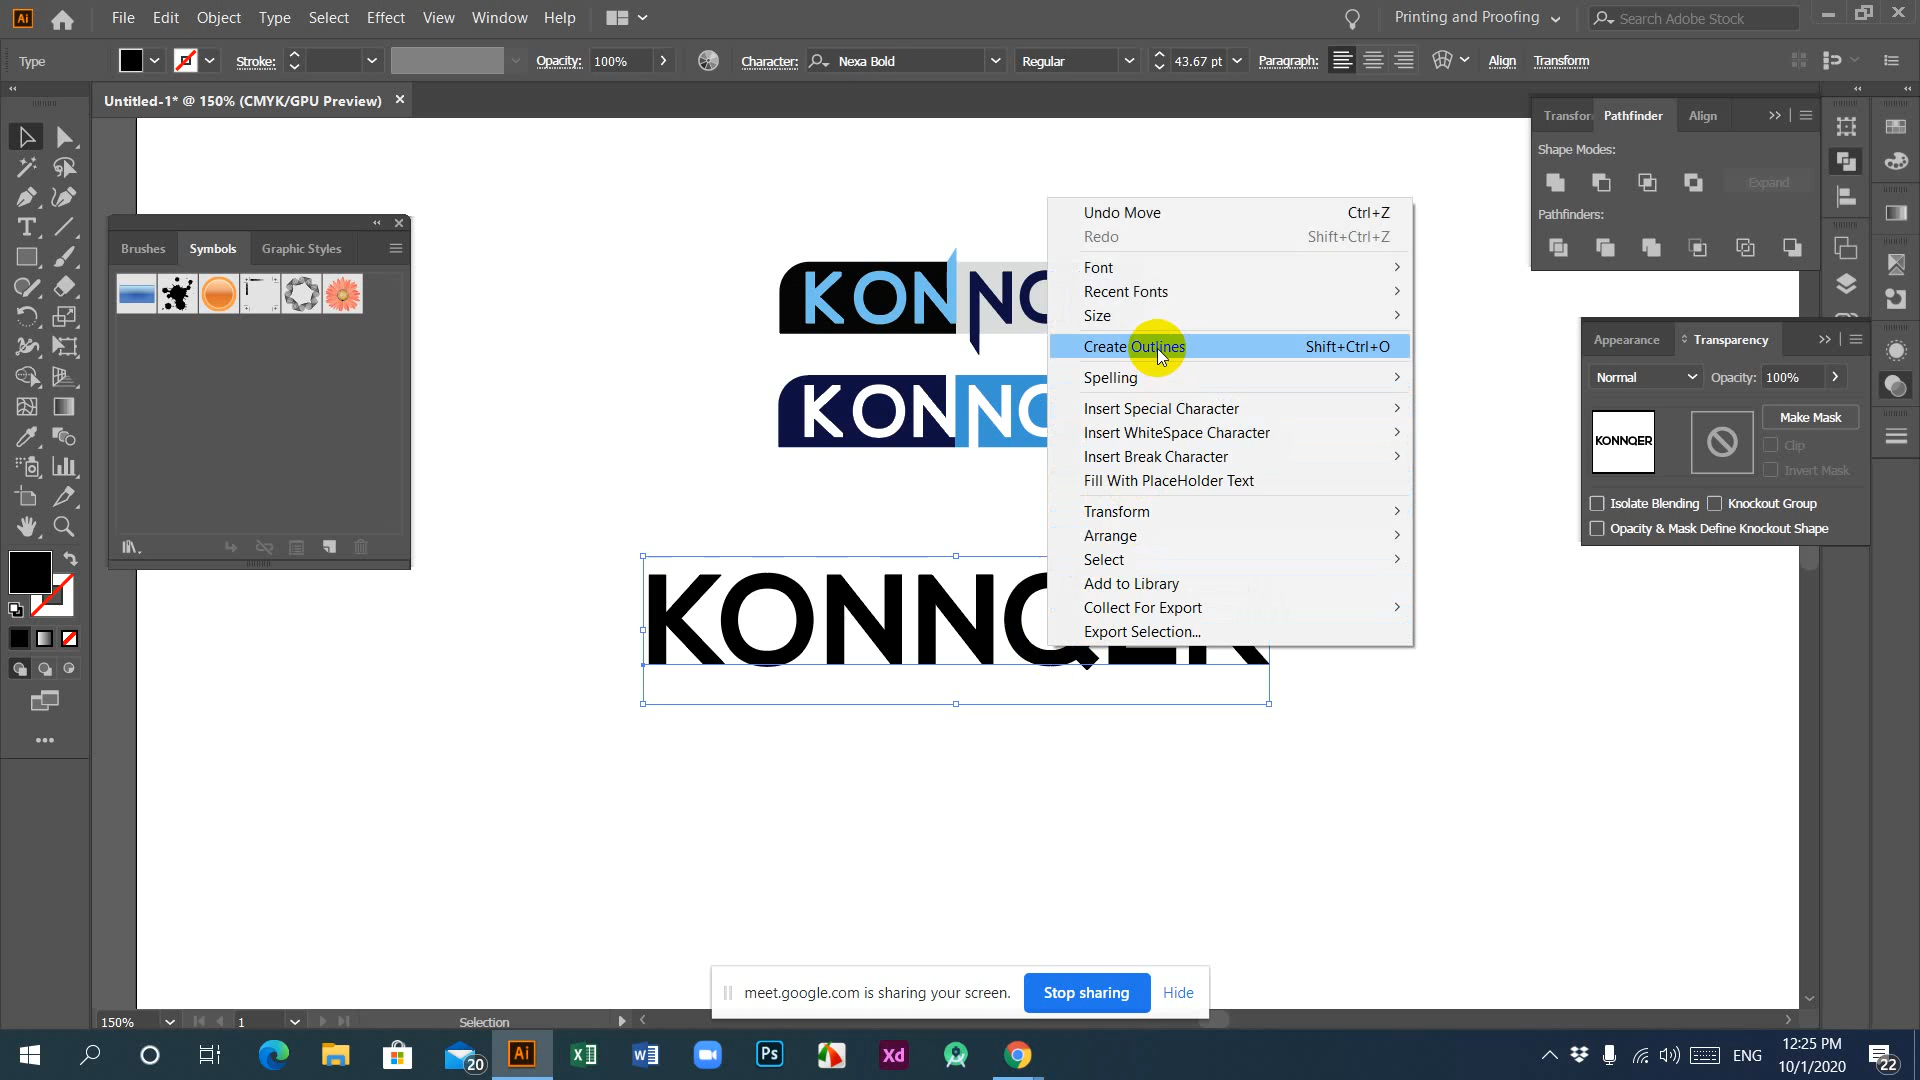 File Edit Object Type Select Effect View Window Help
Printing and Proofing
Search Adobe Stock
Type
Stroke:
Opacity: 100%
Character: Nexa Bold
Regular
43.67 pt
Paragraph:
Align
Transform
Untitled-1* @ 150% (CMYK/GPU Preview)
Transfor Pathfinder Align
Shape Modes:
Expand
Pathfinders:
Brushes Symbols Graphic Styles
KONN
KONN
KONNQER
Undo Move Ctrl+Z
Redo Shift+Ctrl+Z
Font
Recent Fonts
Size
Create Outlines Shift+Ctrl+O
Spelling
Insert Special Character
Insert WhiteSpace Character
Insert Break Character
Fill With PlaceHolder Text
Transform
Arrange
Select
Add to Library
Collect For Export
Export Selection...
Appearance Transparency
Normal Opacity: 100%
Make Mask
KONNQER
Clip
Invert Mask
Isolate Blending Knockout Group
Opacity & Mask Define Knockout Shape
meet.google.com is sharing your screen. Stop sharing Hide
150% 1 Selection
20
Ai
Ps
Xd
ENG
12:25 PM
10/1/2020
22